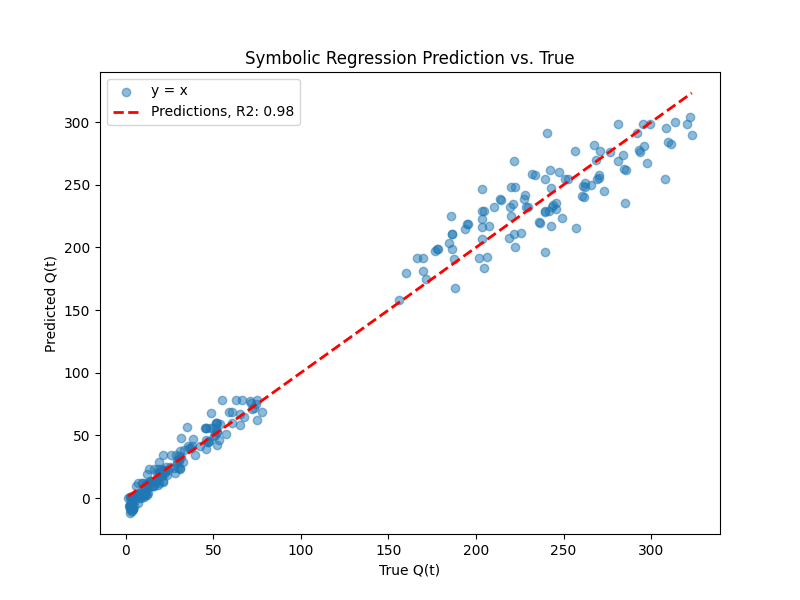 Symbolic Regression Prediction vs. True
y = x
Predictions, R2: 0.98
300
250
200
150
100
50
0
Predicted Q(t)
0 50 100 150 200 250 300
True Q(t)